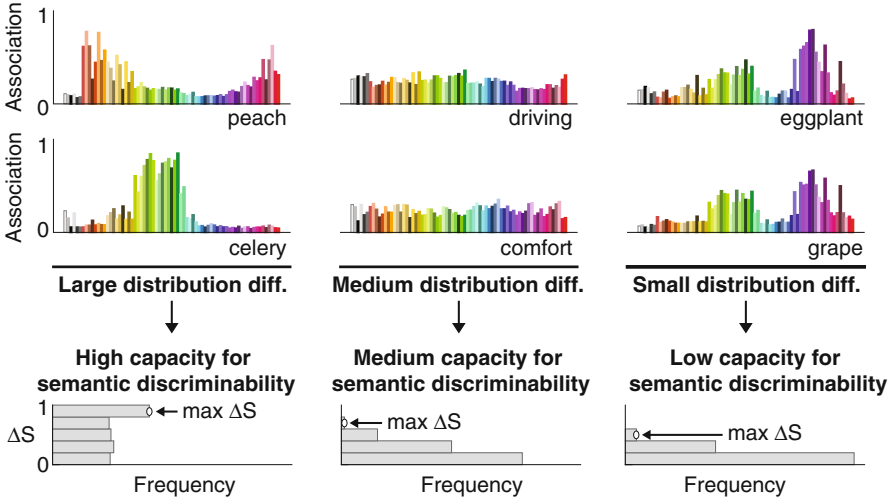 Association
1
0
peach
driving
eggplant
Association
1
0
celery
comfort
grape
Large distribution diff.
Medium distribution diff.
Small distribution diff.
High capacity for
semantic discriminability
Medium capacity for
semantic discriminability
Low capacity for
semantic discriminability
1
ΔS
0
max ΔS
max ΔS
max ΔS
Frequency
Frequency
Frequency